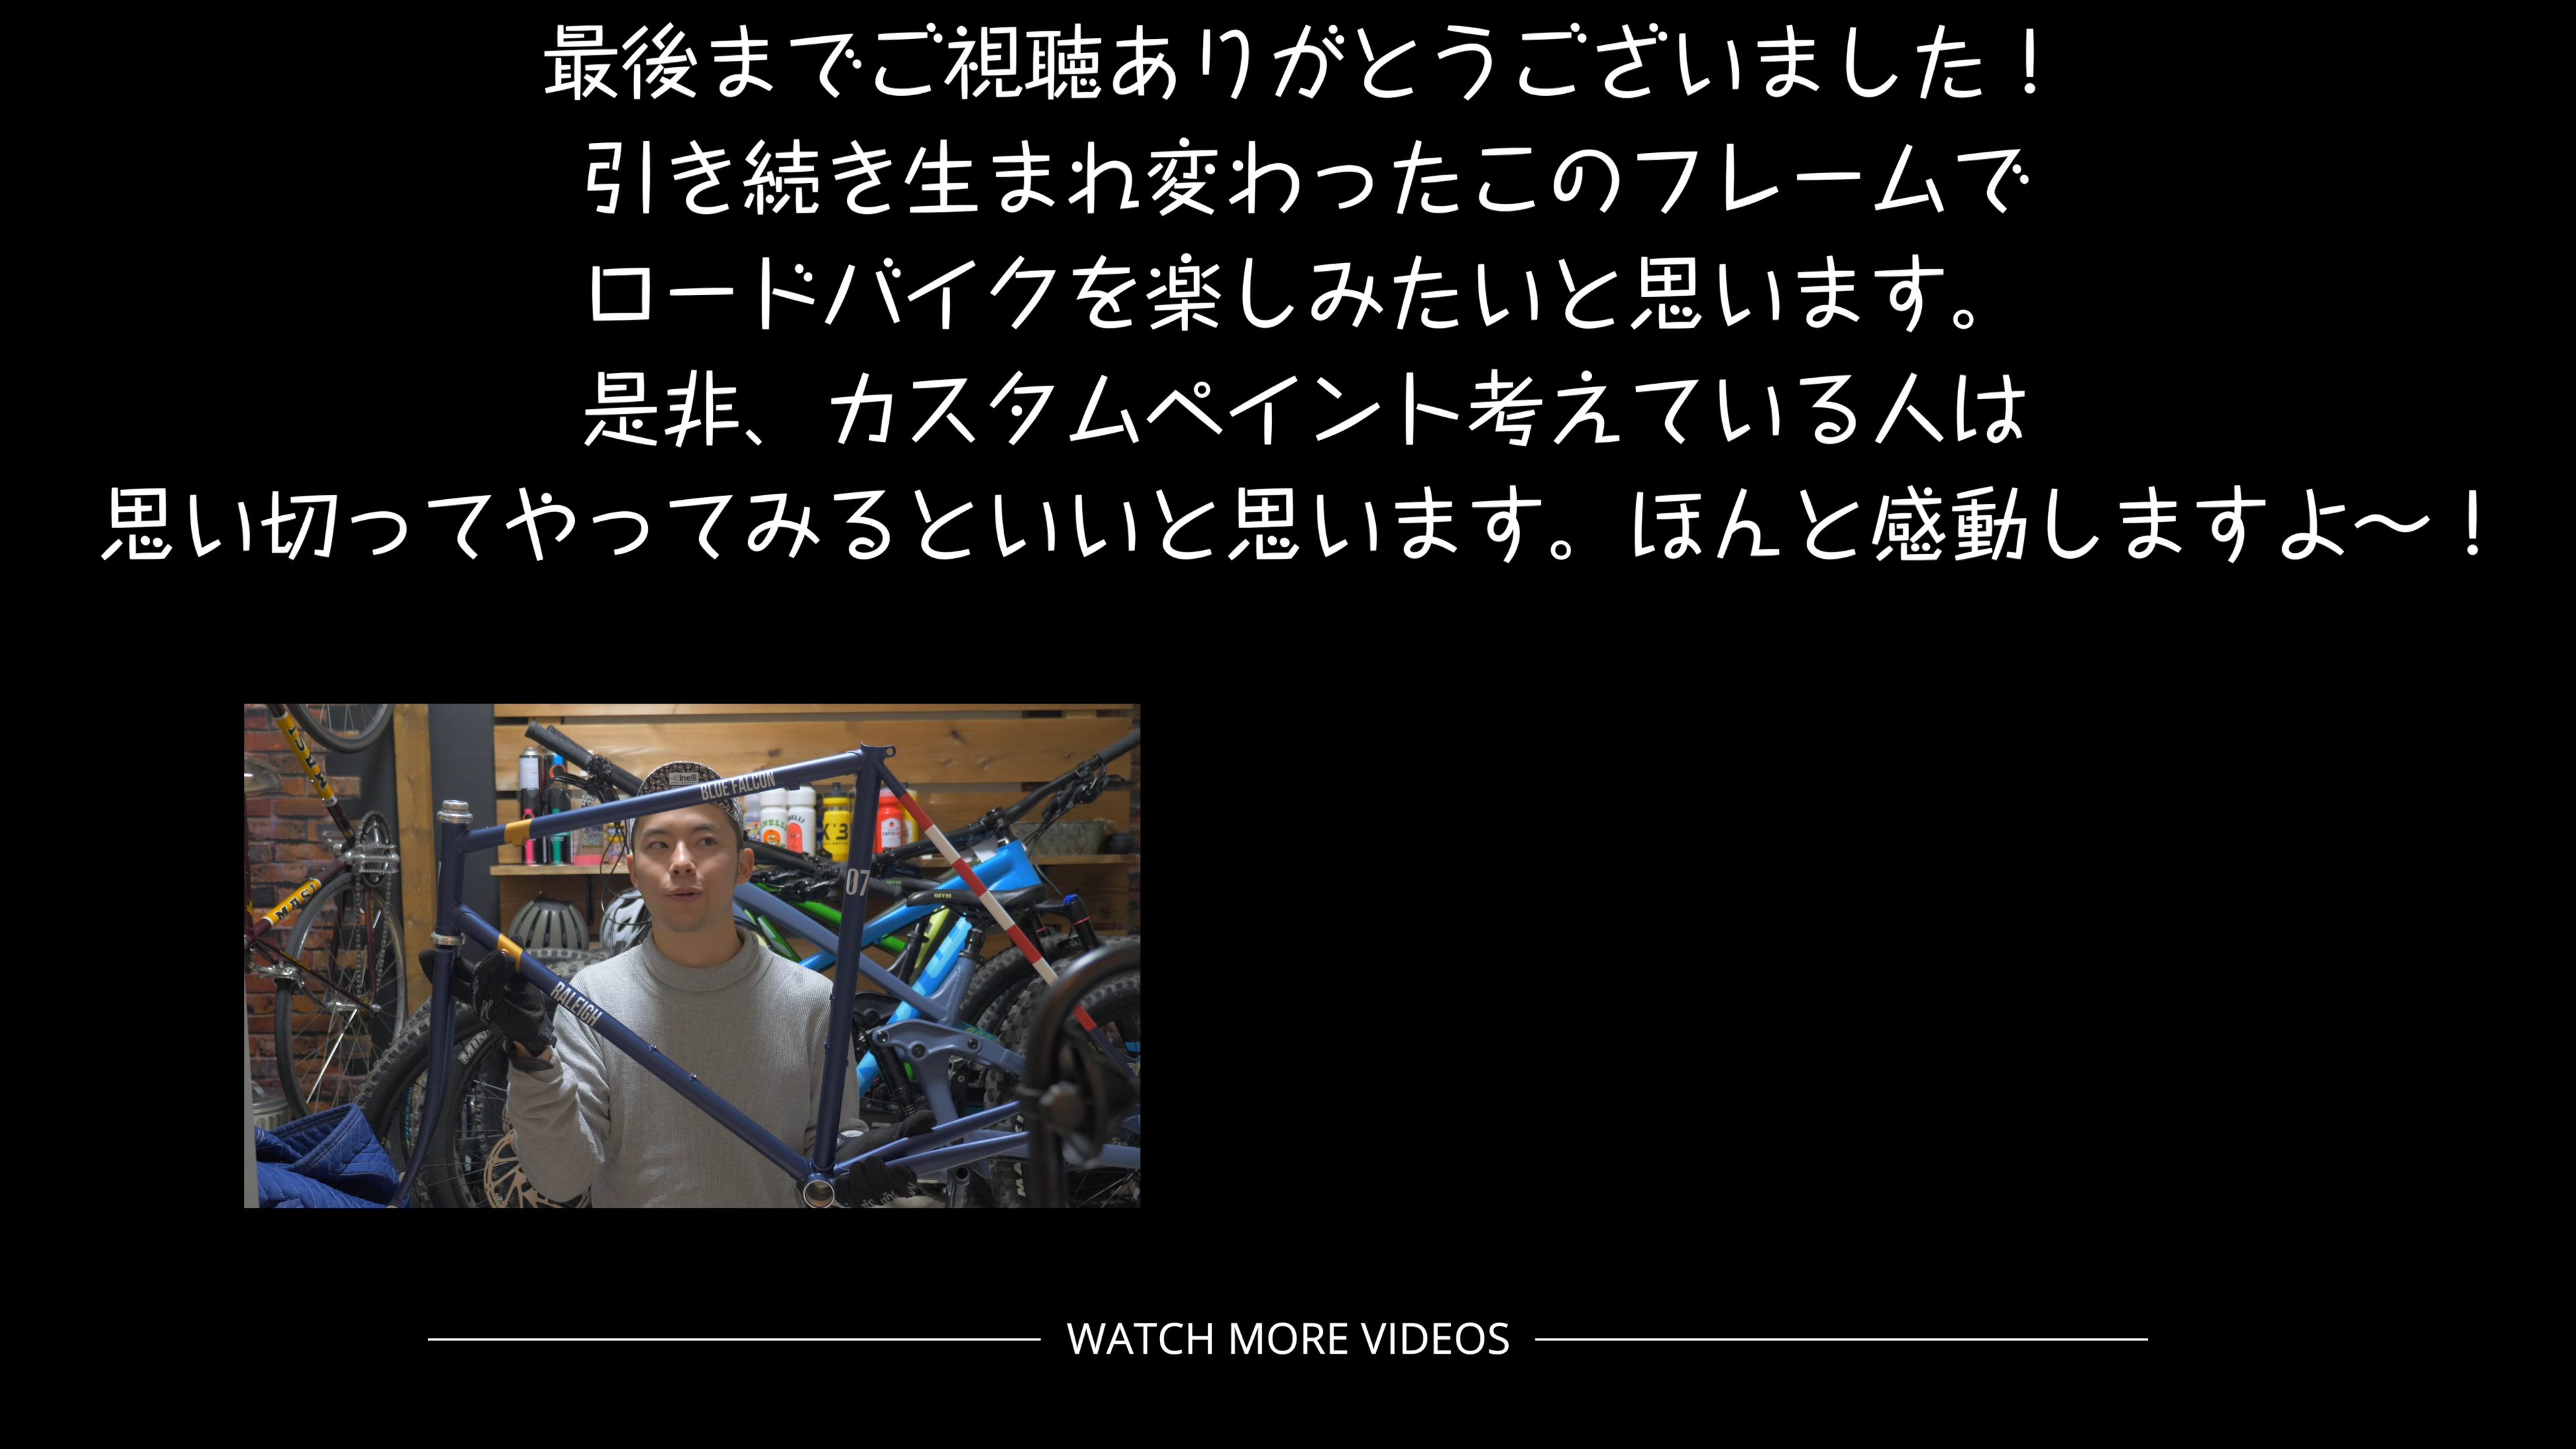 最後までご視聴ありがとうございました！
引き続き生まれ変わったこのフレームで
ロードバイクを楽しみたいと思います。
是非、カスタムペイント考えている人は
思い切ってやってみるといいと思います。ほんと感動しますよ～！
cinelli
BLUE FALCON
07
MASI
RALEIGH
WATCH MORE VIDEOS